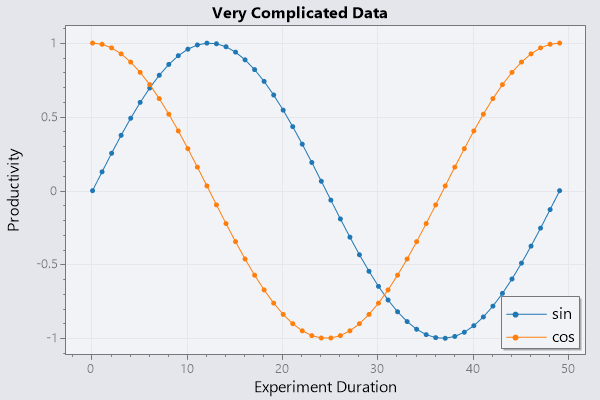 Very Complicated Data
1
0.5
0
-0.5
-1
Productivity
sin
cos
0
10
20
30
40
50
Experiment Duration